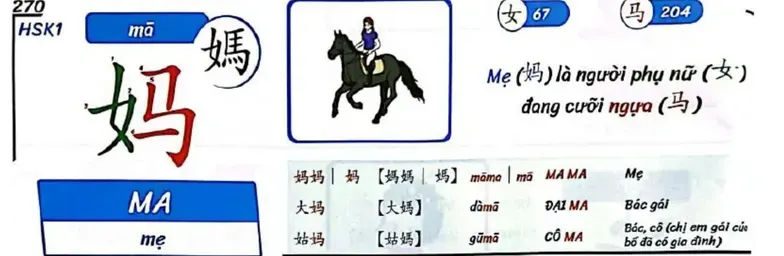 270
HSK1
mā
媽
妈
MA
mẹ
女 67
马 204
Mẹ (妈) là người phụ nữ (女)
đang cưỡi ngựa (马)
妈妈 | 妈 【媽媽 | 媽】 māma | mā MA MA Mẹ
大妈 【大媽】 dàmā ĐẠI MA Bác gái
姑妈 【姑媽】 gūmā CÔ MA Bác, cô (chị em gái của
bố đã có gia đình)